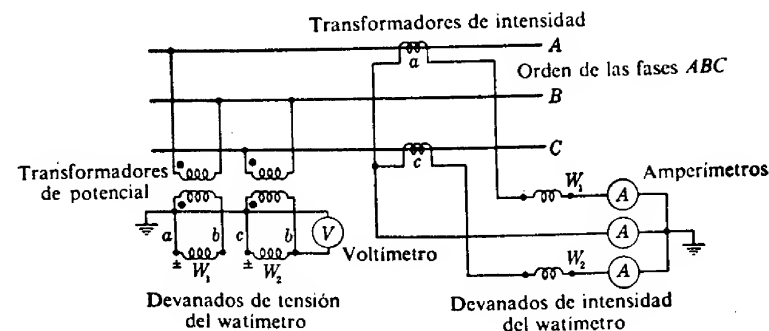 Transformadores de intensidad
A
a
Orden de las fases ABC
B
C
c
Transformadores
de potencial
Amperímetros
W₁
A
a
b
c
b
V
Voltímetro
A
± W₁
± W₂
W₂
A
Devanados de tensión
del watímetro
Devanados de intensidad
del watímetro